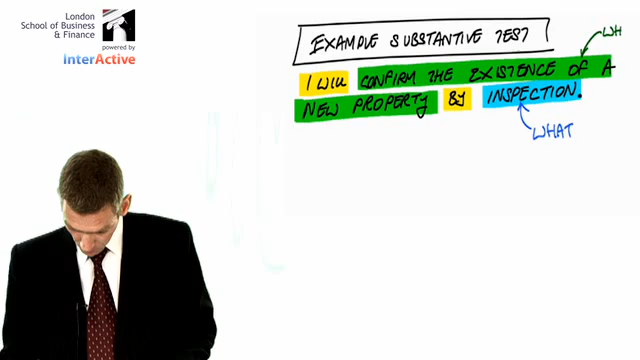 London
School of Business
& Finance
powered by
InterActive
EXAMPLE SUBSTANTIVE TEST
WH
I WILL CONFIRM THE EXISTENCE OF A
NEW PROPERTY BY INSPECTION.
WHAT